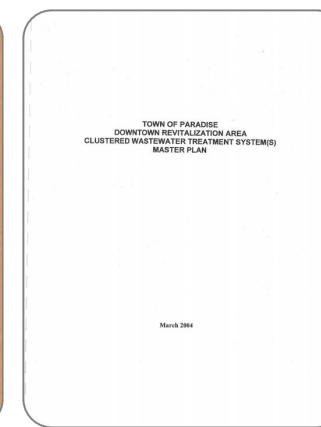 TOWN OF PARADISE
DOWNTOWN REVITALIZATION AREA
CLUSTERED WASTEWATER TREATMENT SYSTEM(S)
MASTER PLAN
March 2004